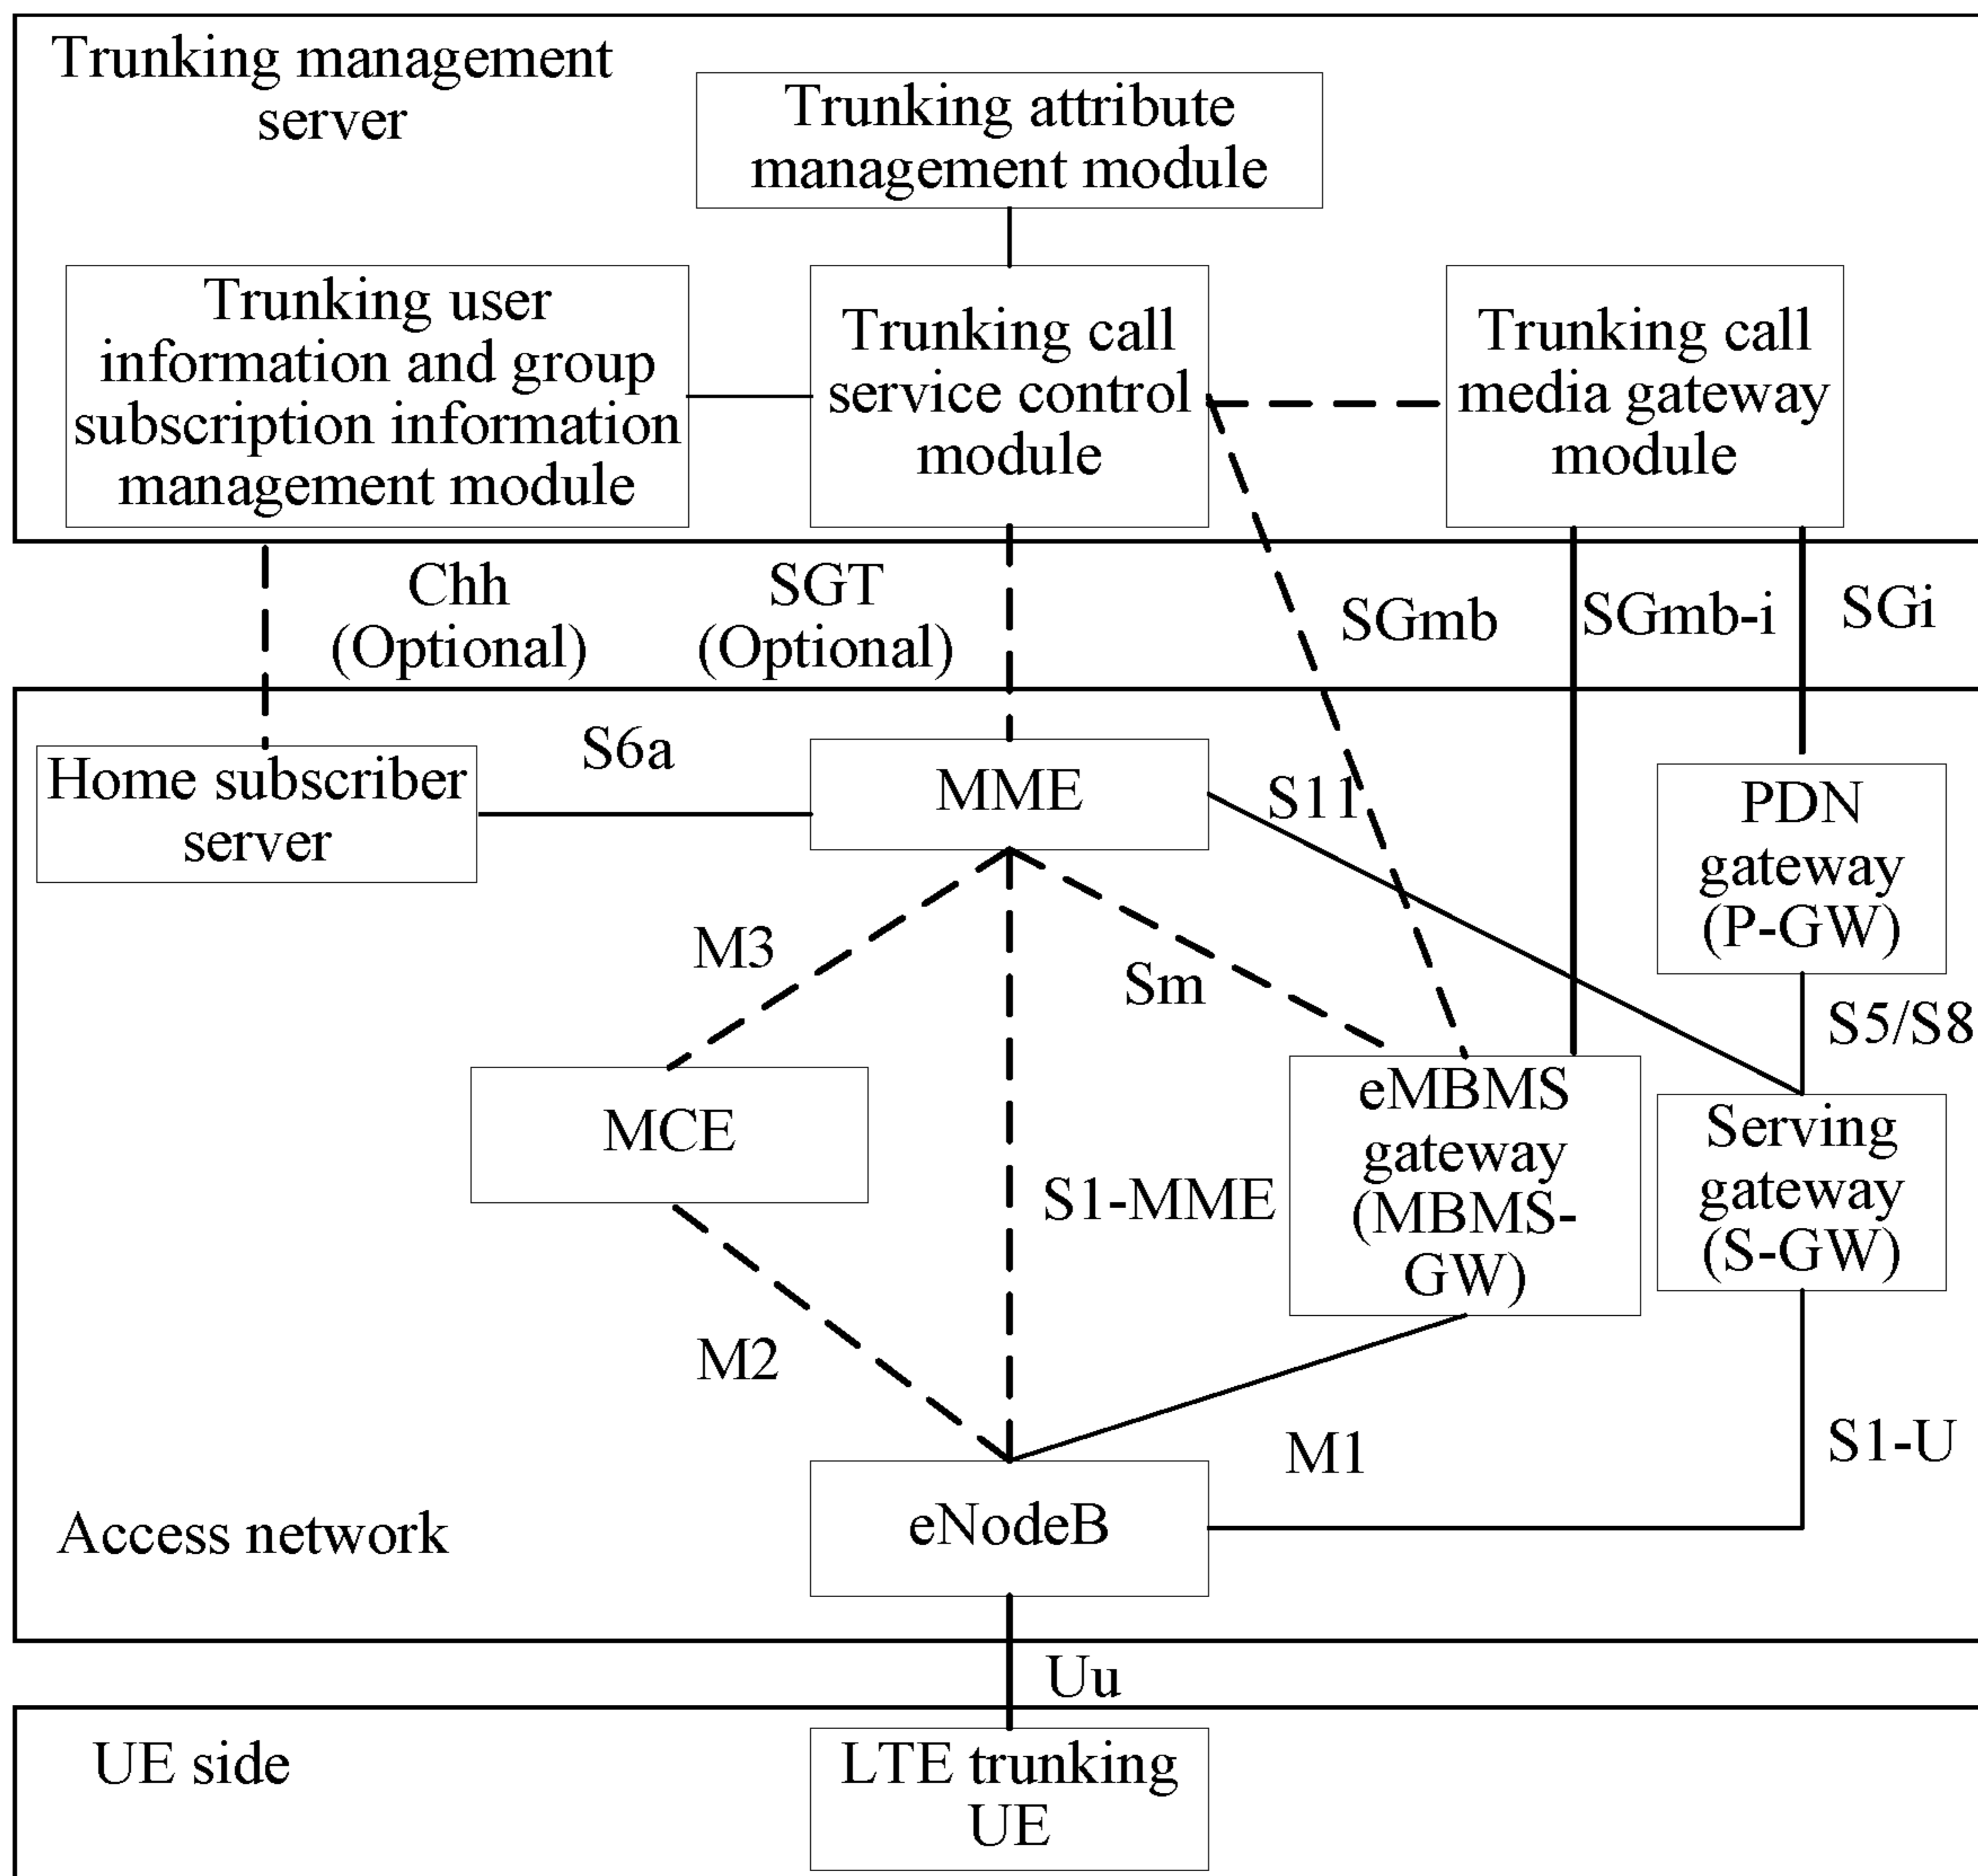 Trunking management
server
Trunking attribute
management module
Trunking user
information and group
subscription information
management module
Trunking call
service control
module
Trunking call
media gateway
module
Chh
(Optional)
SGT
(Optional)
SGmb
SGmb-i
SGi
Home subscriber
server
S6a
MME
S11
PDN
gateway
(P-GW)
M3
Sm
S5/S8
MCE
S1-MME
eMBMS
gateway
(MBMS-
GW)
Serving
gateway
(S-GW)
M2
M1
S1-U
eNodeB
Access network
Uu
UE side
LTE trunking
UE